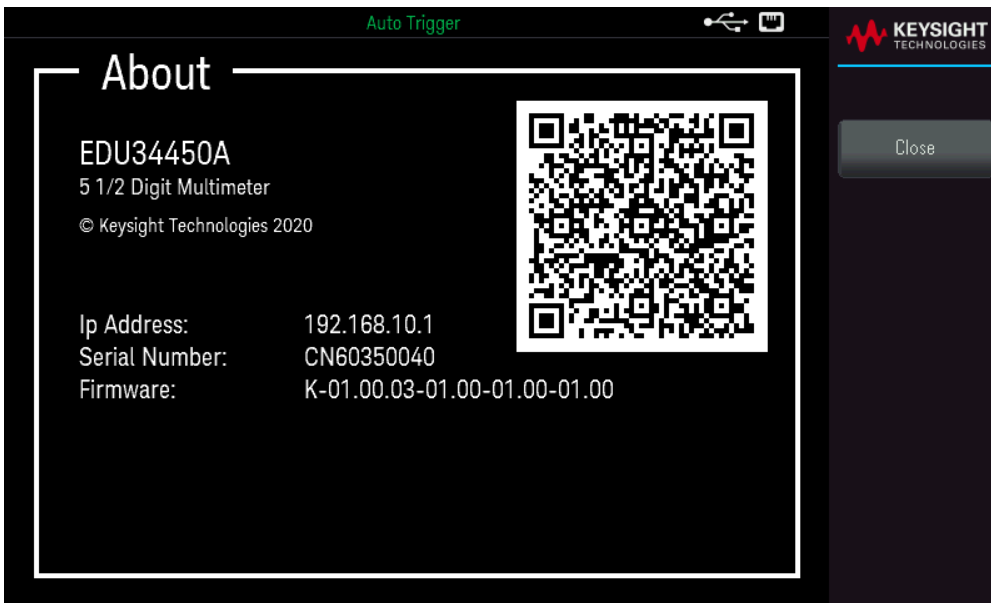 Auto Trigger
KEYSIGHT
TECHNOLOGIES
About
EDU34450A
5 1/2 Digit Multimeter
© Keysight Technologies 2020
Ip Address: 192.168.10.1
Serial Number: CN60350040
Firmware: K-01.00.03-01.00-01.00-01.00
Close